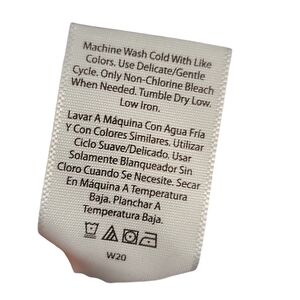 Machine Wash Cold With Like
Colors. Use Delicate/Gentle
Cycle. Only Non-Chlorine Bleach
When Needed. Tumble Dry Low.
Low Iron.
Lavar A Máquina Con Agua Fría
Y Con Colores Similares. Utilizar
Ciclo Suave/Delicado. Usar
Solamente Blanqueador Sin
Cloro Cuando Se Necesite. Secar
En Máquina A Temperatura
Baja. Planchar A
Temperatura Baja.
W20